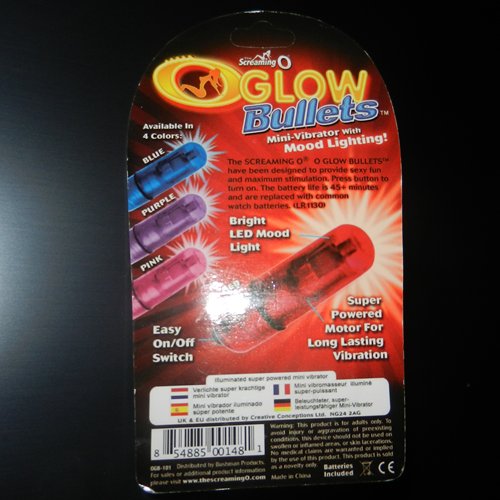 The Screaming O
O GLOW
Bullets™
Mini-Vibrator with
Mood Lighting!
Available In
4 Colors:
BLUE
PURPLE
PINK
The SCREAMING O® O GLOW BULLETS™
have been designed to provide sexy fun
and maximum stimulation. Press button to
turn on. The battery life is 45+ minutes
and are replaced with common
watch batteries. (LR1130)
Bright
LED Mood
Light
Easy
On/Off
Switch
Super
Powered
Motor For
Long Lasting
Vibration
Illuminated super powered mini vibrator
Verlichte super krachtige
mini vibrator
Mini vibromasseur illuminé
super-puissant
Mini vibrador iluminado
súper potente
Beleuchteter, super-
leistungsfähiger Mini-Vibrator
UK & EU distributed by Creative Conceptions Ltd. NG24 2AG
8 54885 00148 1
Warning: This product is for adults only. To
avoid injury or aggravation of preexisting
conditions, this device should not be used on
swollen or inflamed areas, or skin lacerations.
No medical claims are warranted or implied
by the use of this product. This product is sold
as a novelty only.
Batteries
Included
CE
OGB-101 Distributed by Bushman Products.
For sales or additional product information
please visit: www.thescreamingO.com